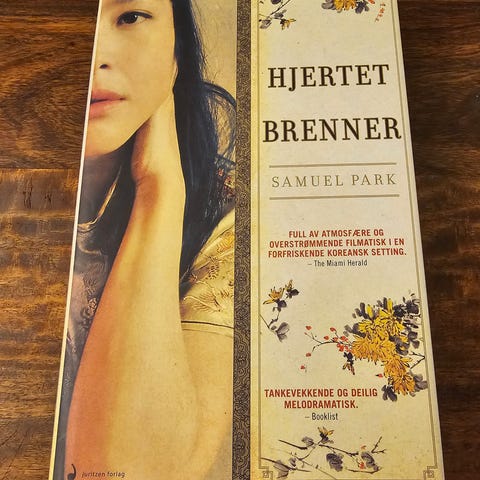 HJERTET
BRENNER
SAMUEL PARK
FULL AV ATMOSFÆRE OG
OVERSTRØMMENDE FILMATISK I EN
FORFRISKENDE KOREANSK SETTING.
– The Miami Herald
TANKEVEKKENDE OG DEILIG
MELODRAMATISK.
– Booklist
juritzen forlag